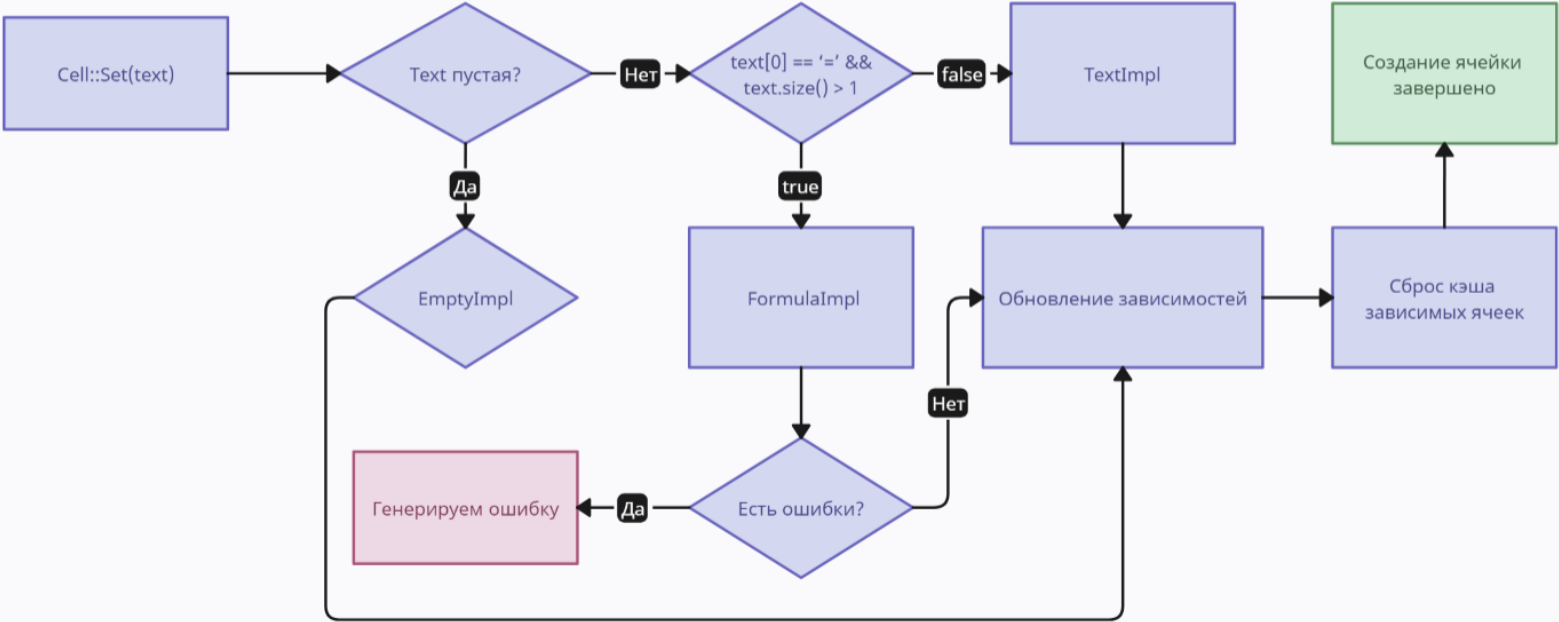 Cell::Set(text)
Text пустая?
Нет
text[0] == ‘=’ &&
text.size() > 1
false
TextImpl
Создание ячейки
завершено
Да
true
EmptyImpl
FormulaImpl
Обновление зависимостей
Сброс кэша
зависимых ячеек
Нет
Генерируем ошибку
Да
Есть ошибки?